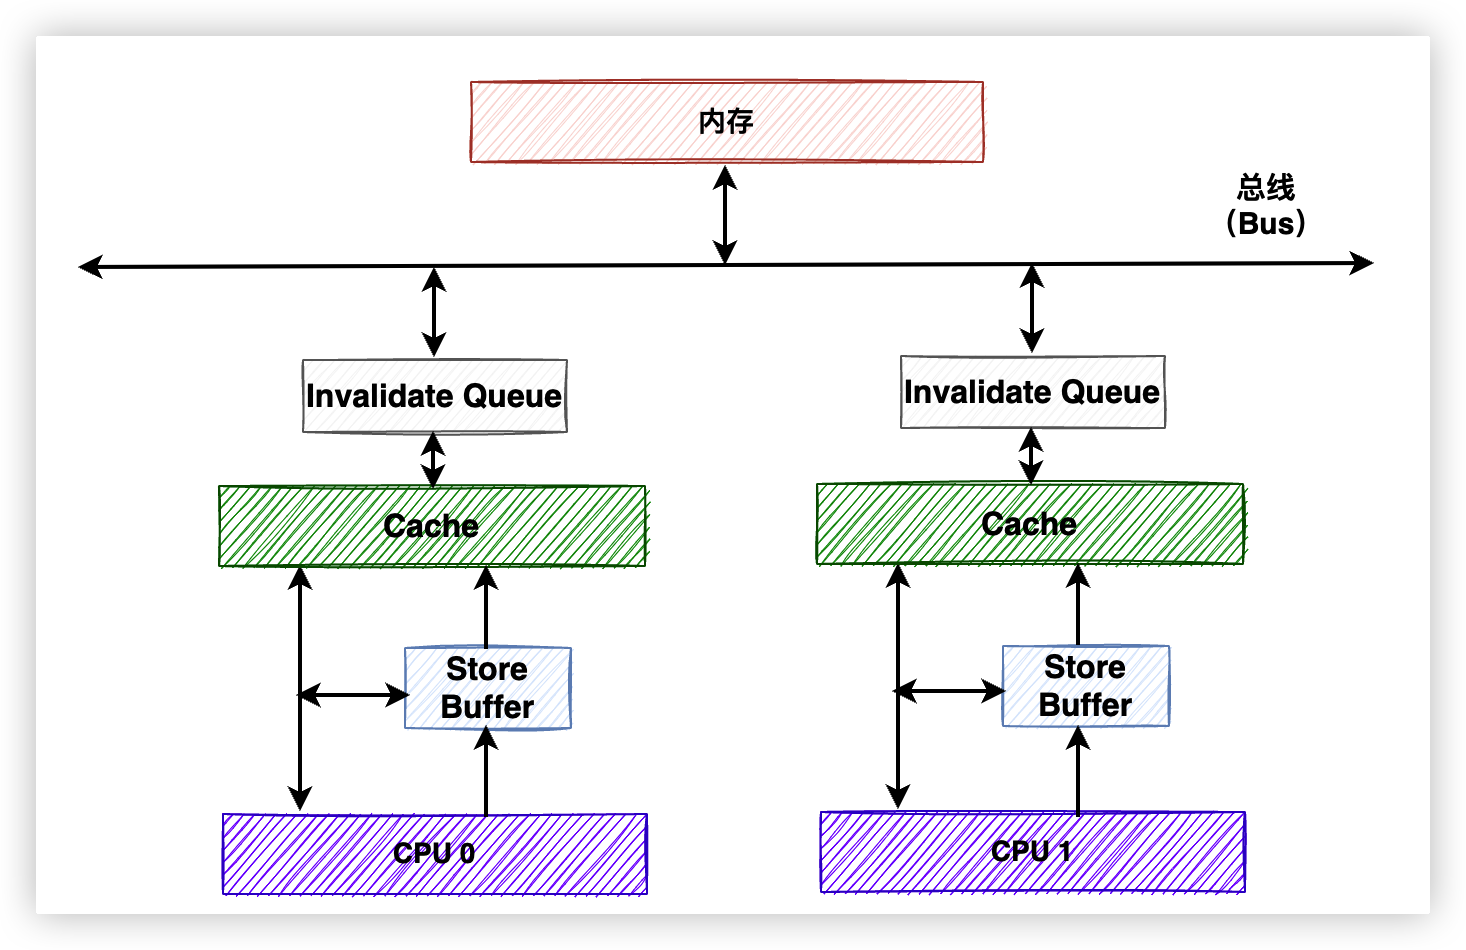 内存
总线
（Bus）
Invalidate Queue
Invalidate Queue
Cache
Cache
Store
Buffer
Store
Buffer
CPU 0
CPU 1